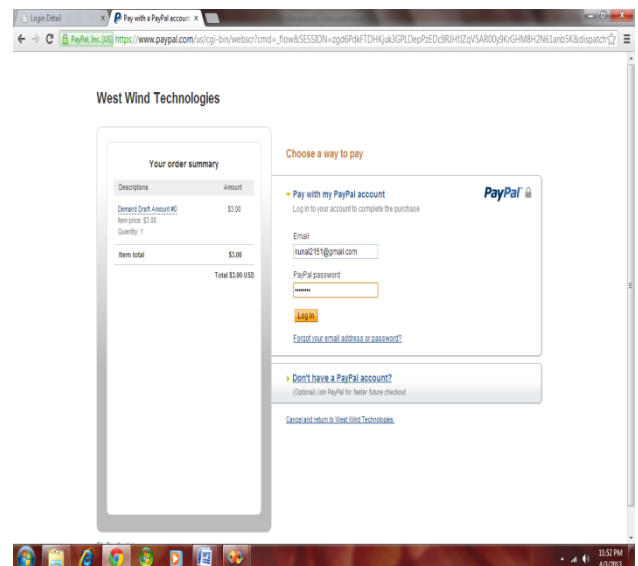 Login Detail
Pay with a PayPal account
PayPal, Inc. [US] https://www.paypal.com/us/cgi-bin/webscr?cmd=_flow&SESSION=
West Wind Technologies
Your order summary
Descriptions Amount
Demand Draft Amount #0 $3.00
Item price: $3.00
Quantity: 1
Item total $3.00
Total $3.00 USD
Choose a way to pay
Pay with my PayPal account PayPal
Log in to your account to complete the purchase
Email
kunal2151@gmail.com
PayPal password
Log In
Forgot your email address or password?
Don't have a PayPal account?
(Optional) Join PayPal for faster future checkout
Cancel and return to West Wind Technologies.
11:52 PM
4/3/2013